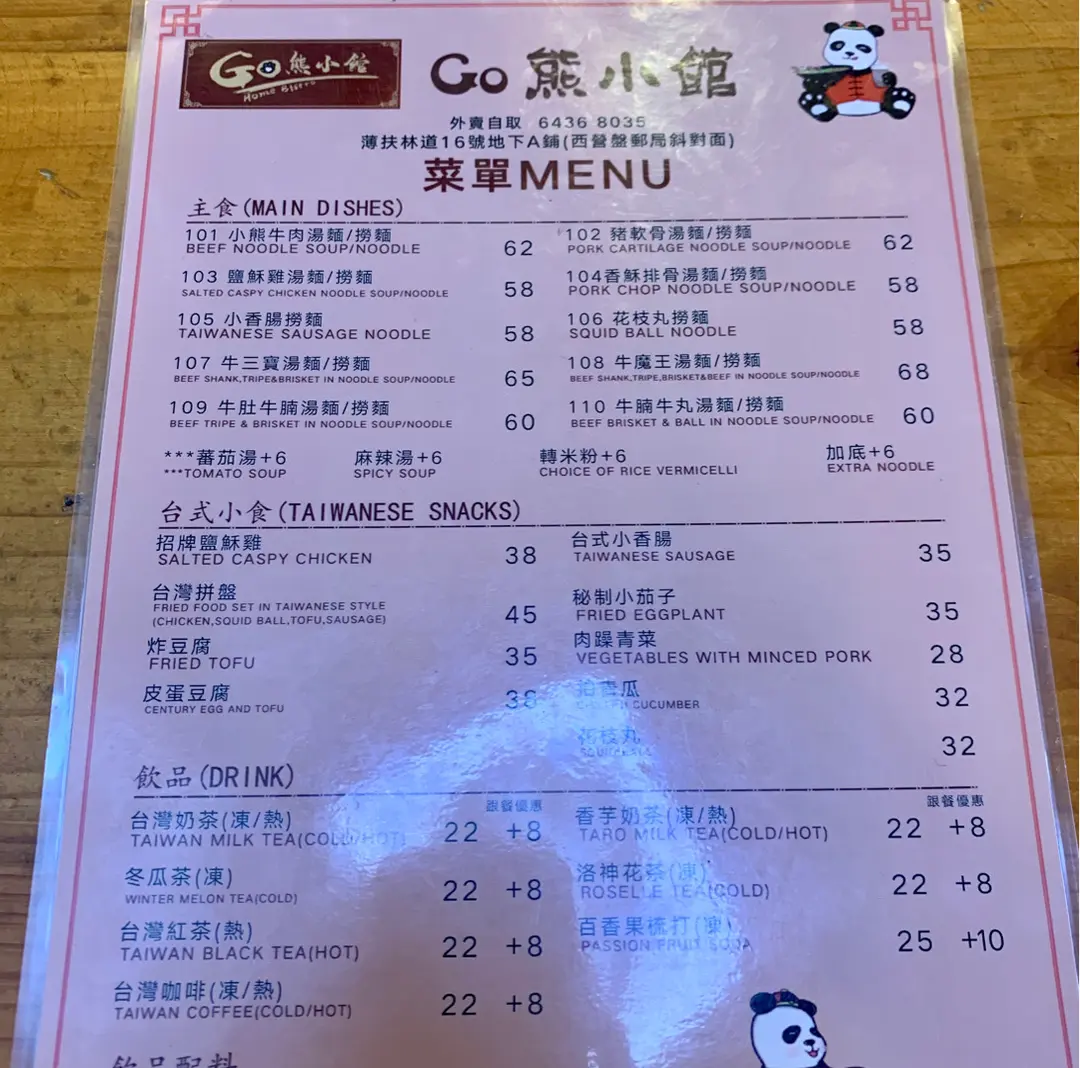 Go 熊小館
Home Bistro
Go 熊小館
外賣自取 6436 8035
薄扶林道16號地下A鋪(西營盤郵局斜對面)
菜單MENU
主食(MAIN DISHES)
101 小熊牛肉湯麵/撈麵
BEEF NOODLE SOUP/NOODLE 62
102 豬軟骨湯麵/撈麵
PORK CARTILAGE NOODLE SOUP/NOODLE 62
103 鹽穌雞湯麵/撈麵
SALTED CASPY CHICKEN NOODLE SOUP/NOODLE 58
104香穌排骨湯麵/撈麵
PORK CHOP NOODLE SOUP/NOODLE 58
105 小香腸撈麵
TAIWANESE SAUSAGE NOODLE 58
106 花枝丸撈麵
SQUID BALL NOODLE 58
107 牛三寶湯麵/撈麵
BEEF SHANK,TRIPE&BRISKET IN NOODLE SOUP/NOODLE 65
108 牛魔王湯麵/撈麵
BEEF SHANK,TRIPE,BRISKET&BEEF IN NOODLE SOUP/NOODLE 68
109 牛肚牛腩湯麵/撈麵
BEEF TRIPE & BRISKET IN NOODLE SOUP/NOODLE 60
110 牛腩牛丸湯麵/撈麵
BEEF BRISKET & BALL IN NOODLE SOUP/NOODLE 60
***蕃茄湯+6 麻辣湯+6 轉米粉+6 加底+6
***TOMATO SOUP SPICY SOUP CHOICE OF RICE VERMICELLI EXTRA NOODLE
台式小食(TAIWANESE SNACKS)
招牌鹽穌雞
SALTED CASPY CHICKEN 38
台式小香腸
TAIWANESE SAUSAGE 35
台灣拼盤
FRIED FOOD SET IN TAIWANESE STYLE
(CHICKEN,SQUID BALL,TOFU,SAUSAGE) 45
秘制小茄子
FRIED EGGPLANT 35
炸豆腐
FRIED TOFU 35
肉躁青菜
VEGETABLES WITH MINCED PORK 28
皮蛋豆腐
CENTURY EGG AND TOFU 38
拍青瓜
CUCUMBER 32
花枝丸
32
飲品(DRINK)
跟餐優惠
跟餐優惠
台灣奶茶(凍/熱)
TAIWAN MILK TEA(COLD/HOT) 22 +8
香芋奶茶(凍/熱)
TARO MILK TEA(COLD/HOT) 22 +8
冬瓜茶(凍)
WINTER MELON TEA(COLD) 22 +8
洛神花茶(凍)
ROSELLE TEA(COLD) 22 +8
台灣紅茶(熱)
TAIWAN BLACK TEA(HOT) 22 +8
百香果梳打(凍)
PASSION FRUIT SODA 25 +10
台灣咖啡(凍/熱)
TAIWAN COFFEE(COLD/HOT) 22 +8
飲品配料